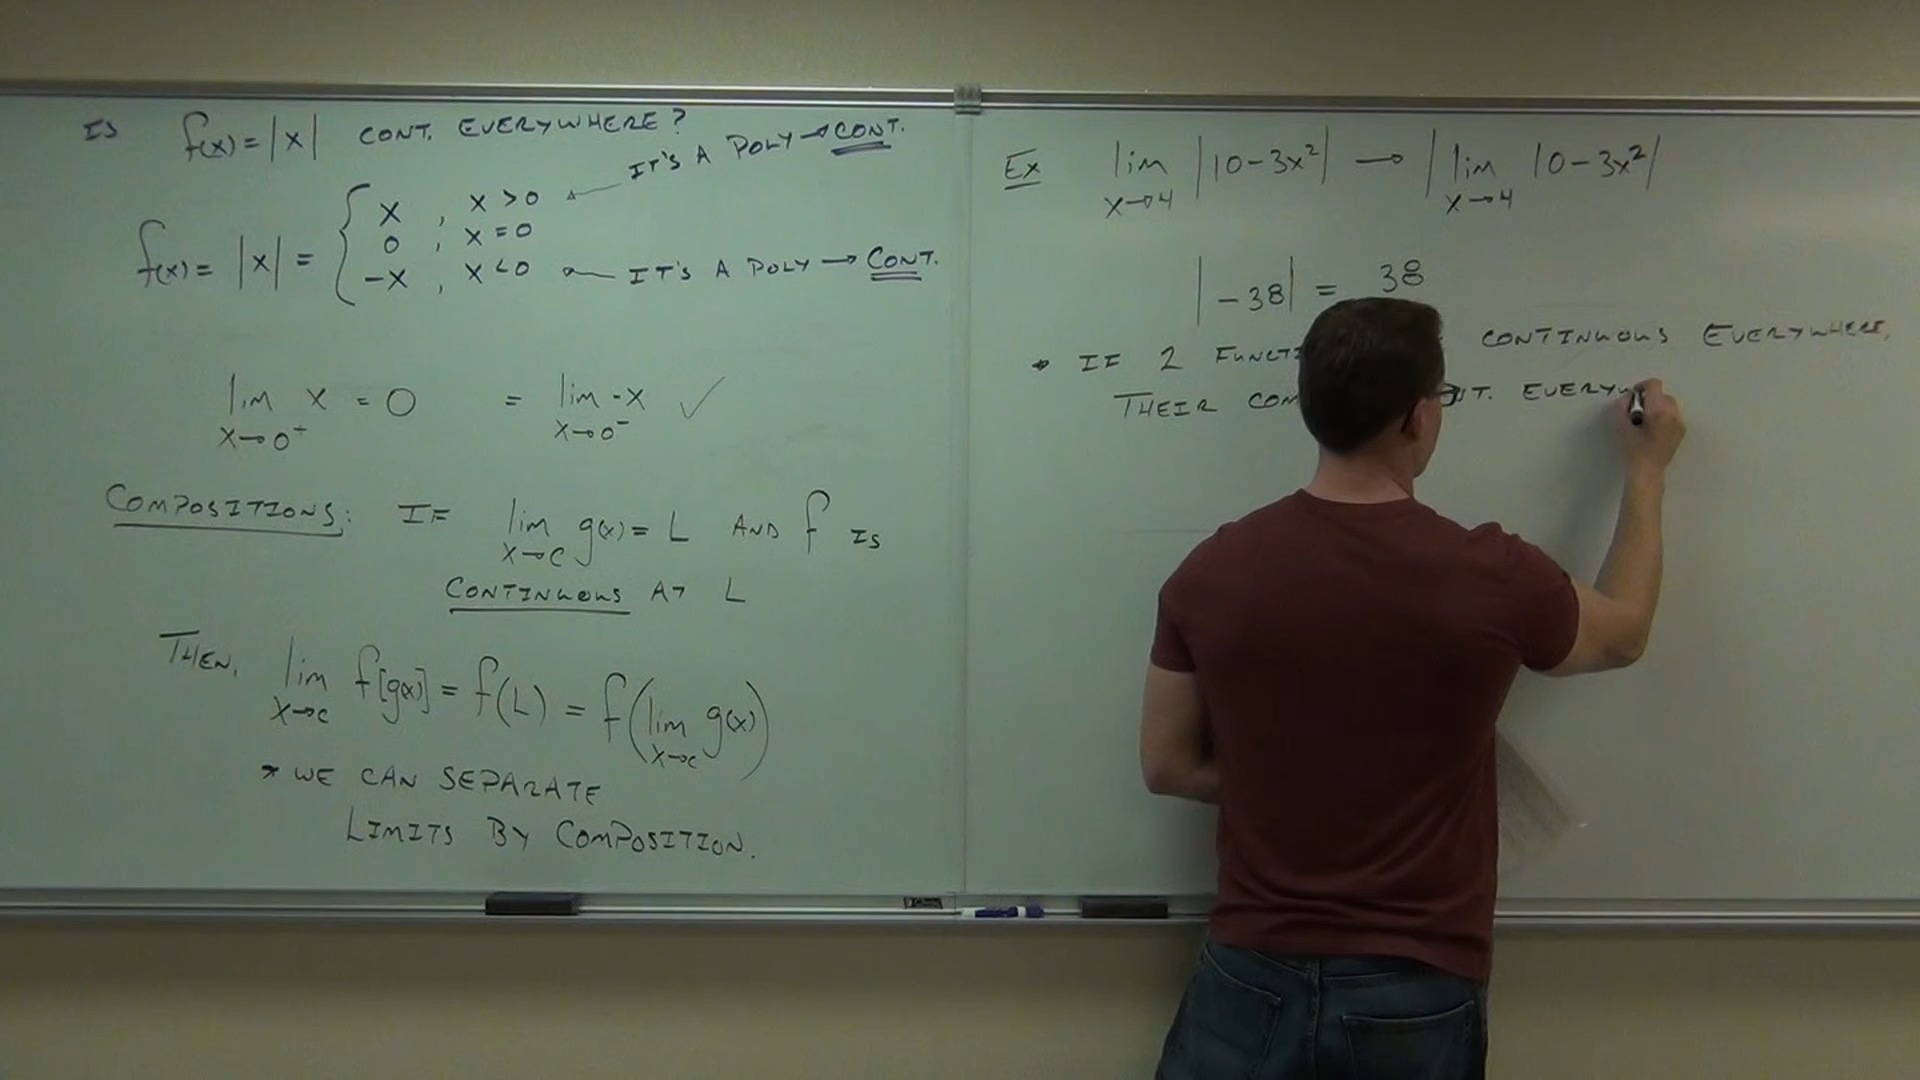 IS f(x) = |x| CONT. EVERYWHERE?
IT'S A POLY → CONT.
f(x) = |x| = { x , x > 0
0 , x = 0
-x , x < 0 ← IT'S A POLY → CONT.
lim x→0⁺ x = 0 = lim x→0⁻ -x ✓
COMPOSITIONS: IF lim x→c g(x) = L AND f IS
CONTINUOUS AT L
THEN, lim x→c f[g(x)] = f(L) = f(lim x→c g(x))
* WE CAN SEPARATE
LIMITS BY COMPOSITION.
Ex lim x→4 |10-3x²| → |lim x→4 10-3x²|
|-38| = 38
IF 2 CONTINUOUS EVERYWHERE,
THEIR EVERYW